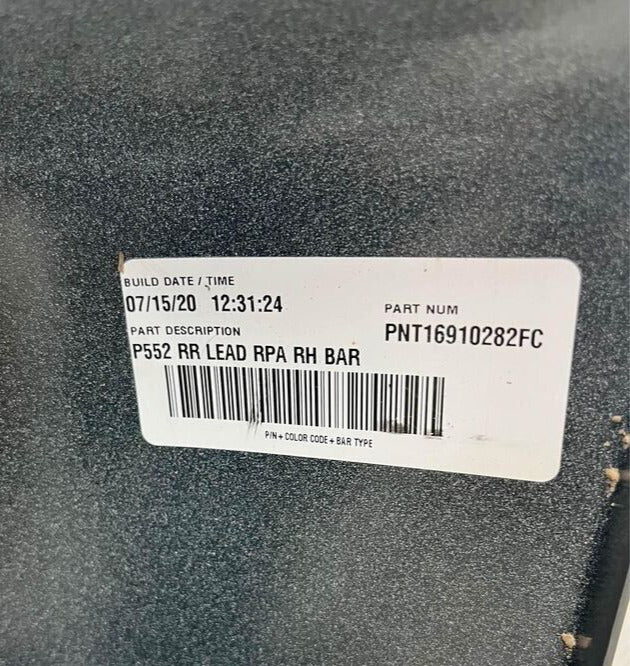 BUILD DATE / TIME
07/15/20 12:31:24
PART NUM
PNT16910282FC
PART DESCRIPTION
P552 RR LEAD RPA RH BAR
P/N + COLOR CODE + BAR TYPE